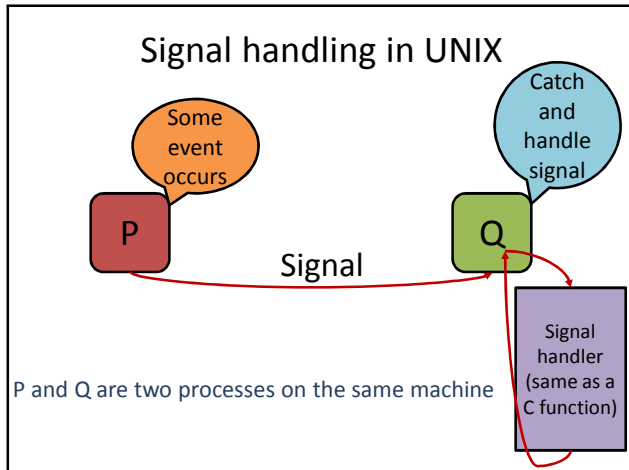 Signal handling in UNIX
Some
event
occurs
Catch
and
handle
signal
P
Q
Signal
Signal
handler
(same as a
C function)
P and Q are two processes on the same machine